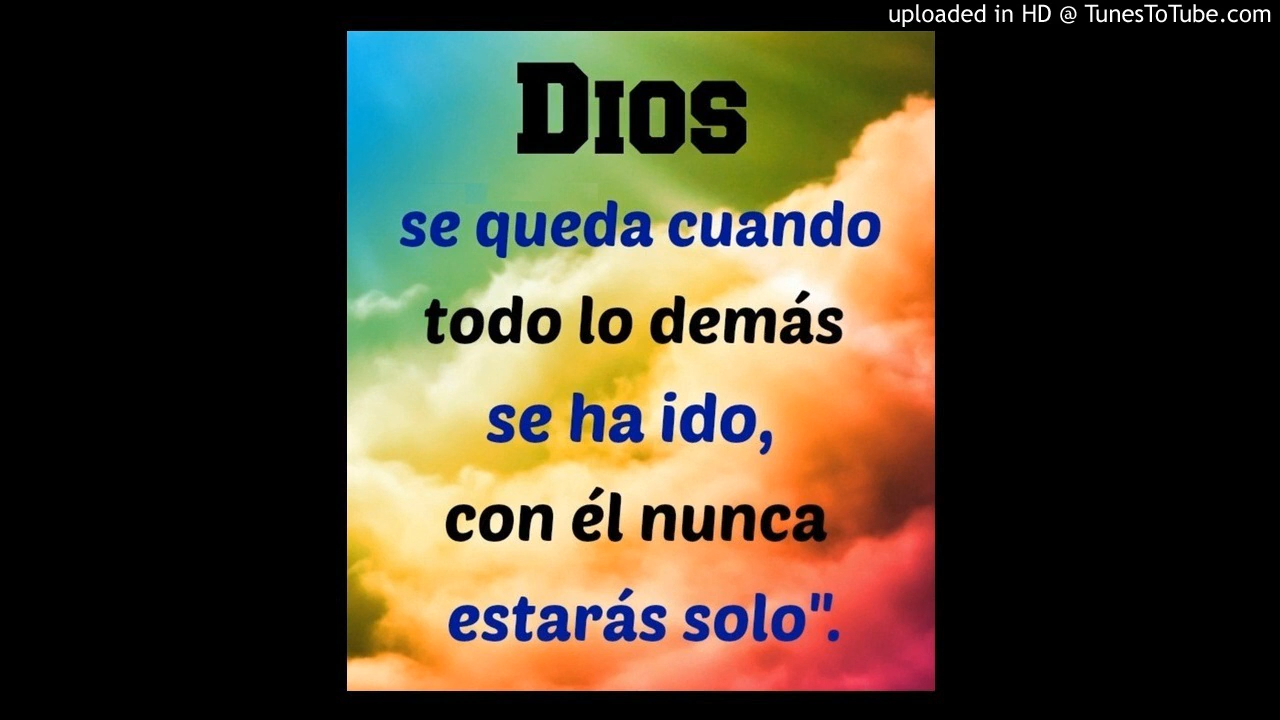 uploaded in HD @ TunesToTube.com
DIOS
se queda cuando
todo lo demás
se ha ido,
con él nunca
estarás solo".